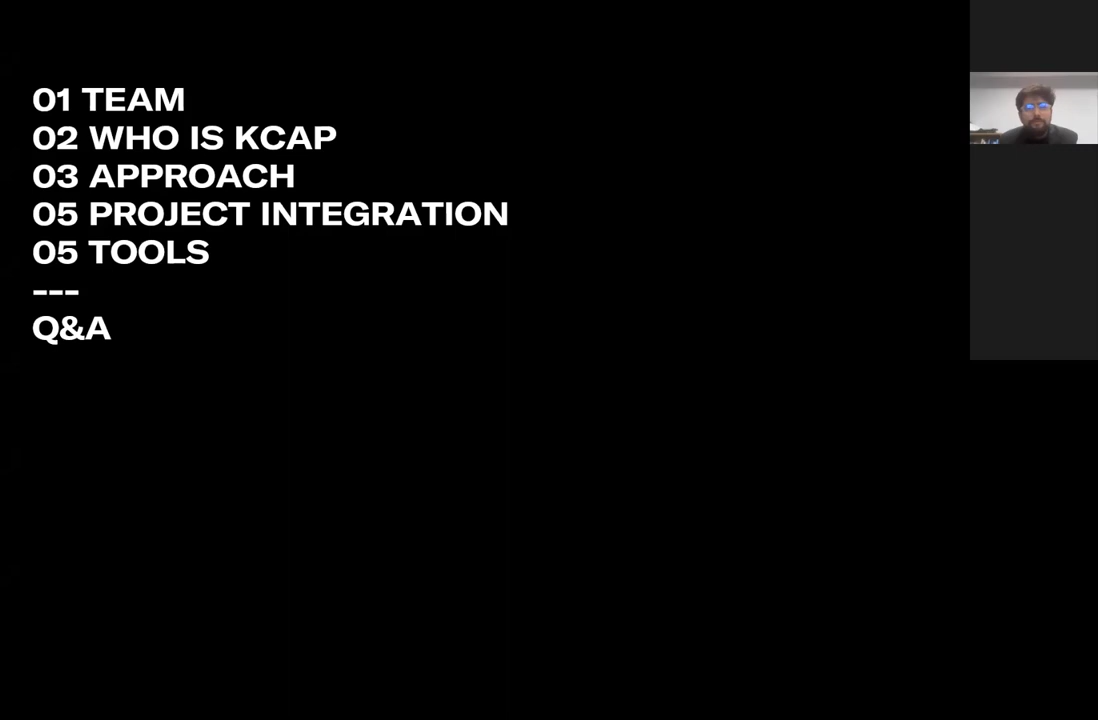 01 TEAM
02 WHO IS KCAP
03 APPROACH
05 PROJECT INTEGRATION
05 TOOLS
---
Q&A